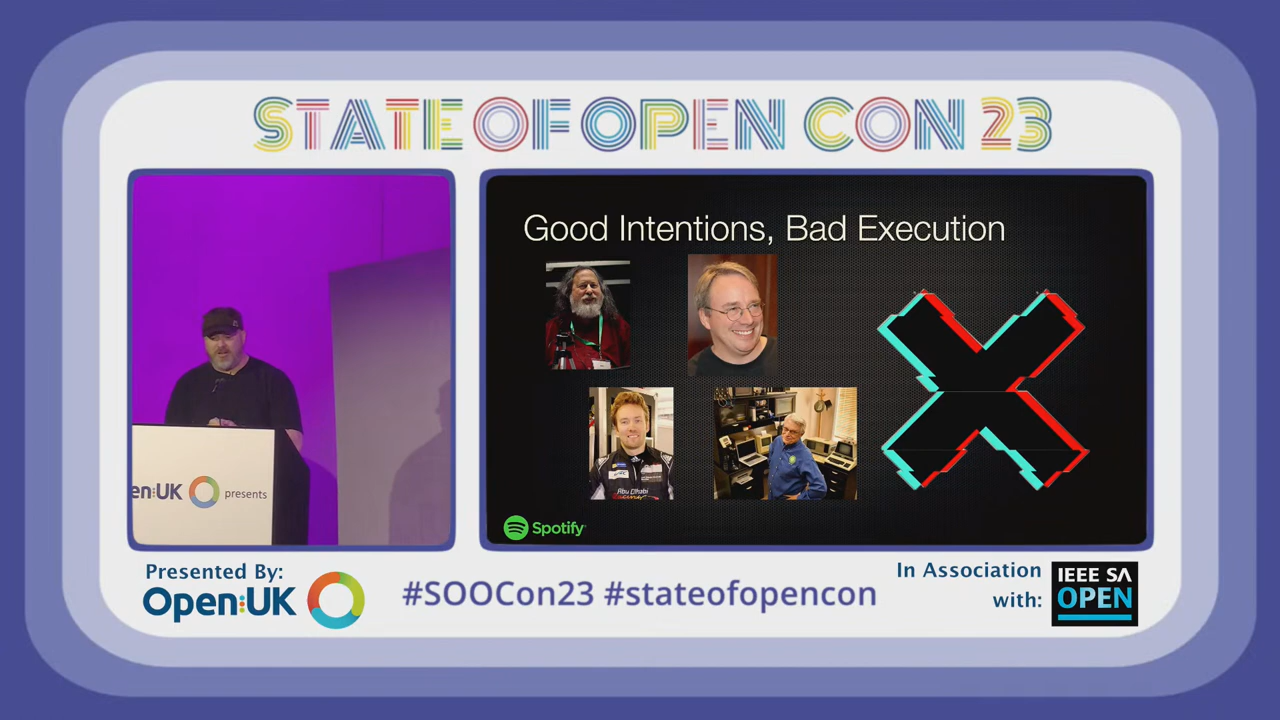 STATE OF OPEN CON 23
Good Intentions, Bad Execution
Abu Dhabi
Spotify
en:UK presents
Presented By:
Open:UK
#SOOCon23 #stateofopencon
In Association
with:
IEEE SA
OPEN